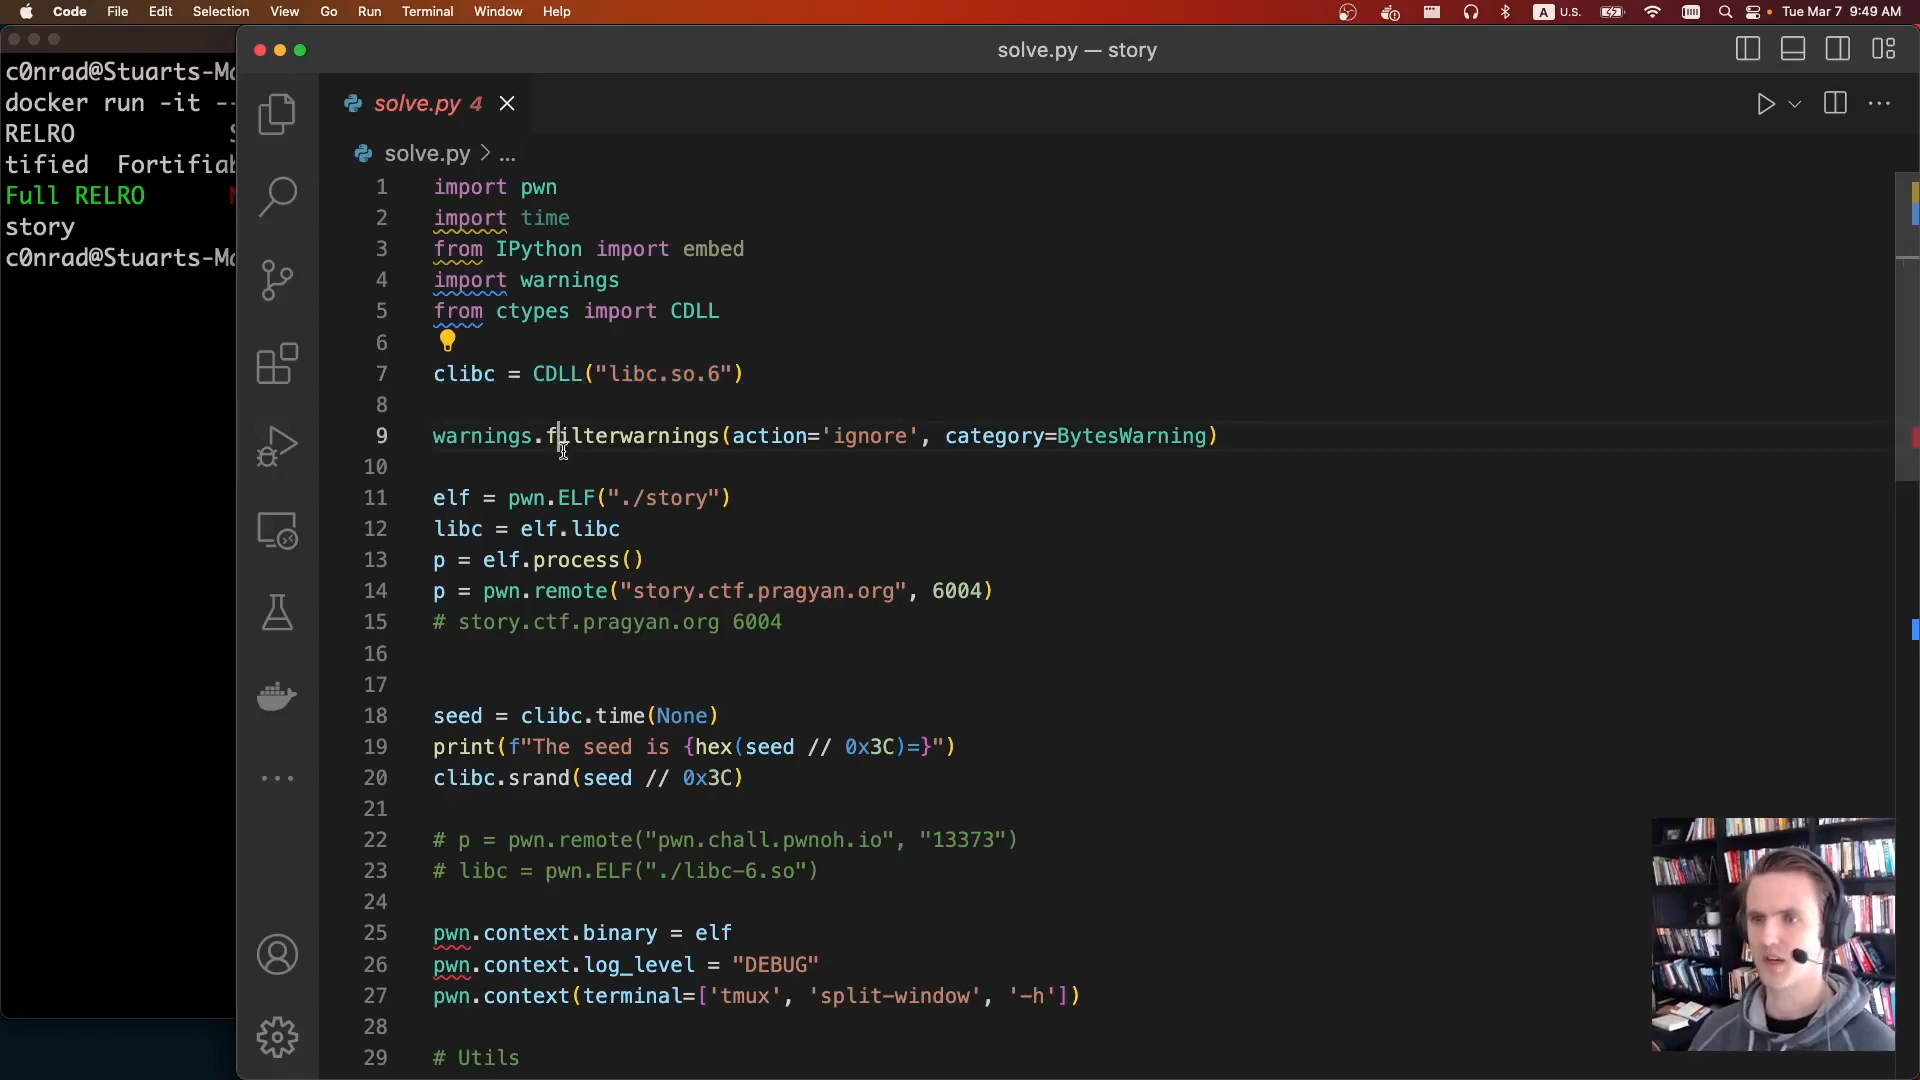 Code File Edit Selection View Go Run Terminal Window Help
A U.S. Tue Mar 7 9:49 AM
c0nrad@Stuarts-Ma
docker run -it --
RELRO
tified Fortifiab
Full RELRO
story
c0nrad@Stuarts-Ma
solve.py — story
solve.py 4
solve.py > ...
1 import pwn
2 import time
3 from IPython import embed
4 import warnings
5 from ctypes import CDLL
6
7 clibc = CDLL("libc.so.6")
8
9 warnings.filterwarnings(action='ignore', category=BytesWarning)
10
11 elf = pwn.ELF("./story")
12 libc = elf.libc
13 p = elf.process()
14 p = pwn.remote("story.ctf.pragyan.org", 6004)
15 # story.ctf.pragyan.org 6004
16
17
18 seed = clibc.time(None)
19 print(f"The seed is {hex(seed // 0x3C)=}")
20 clibc.srand(seed // 0x3C)
21
22 # p = pwn.remote("pwn.chall.pwnoh.io", "13373")
23 # libc = pwn.ELF("./libc-6.so")
24
25 pwn.context.binary = elf
26 pwn.context.log_level = "DEBUG"
27 pwn.context(terminal=['tmux', 'split-window', '-h'])
28
29 # Utils